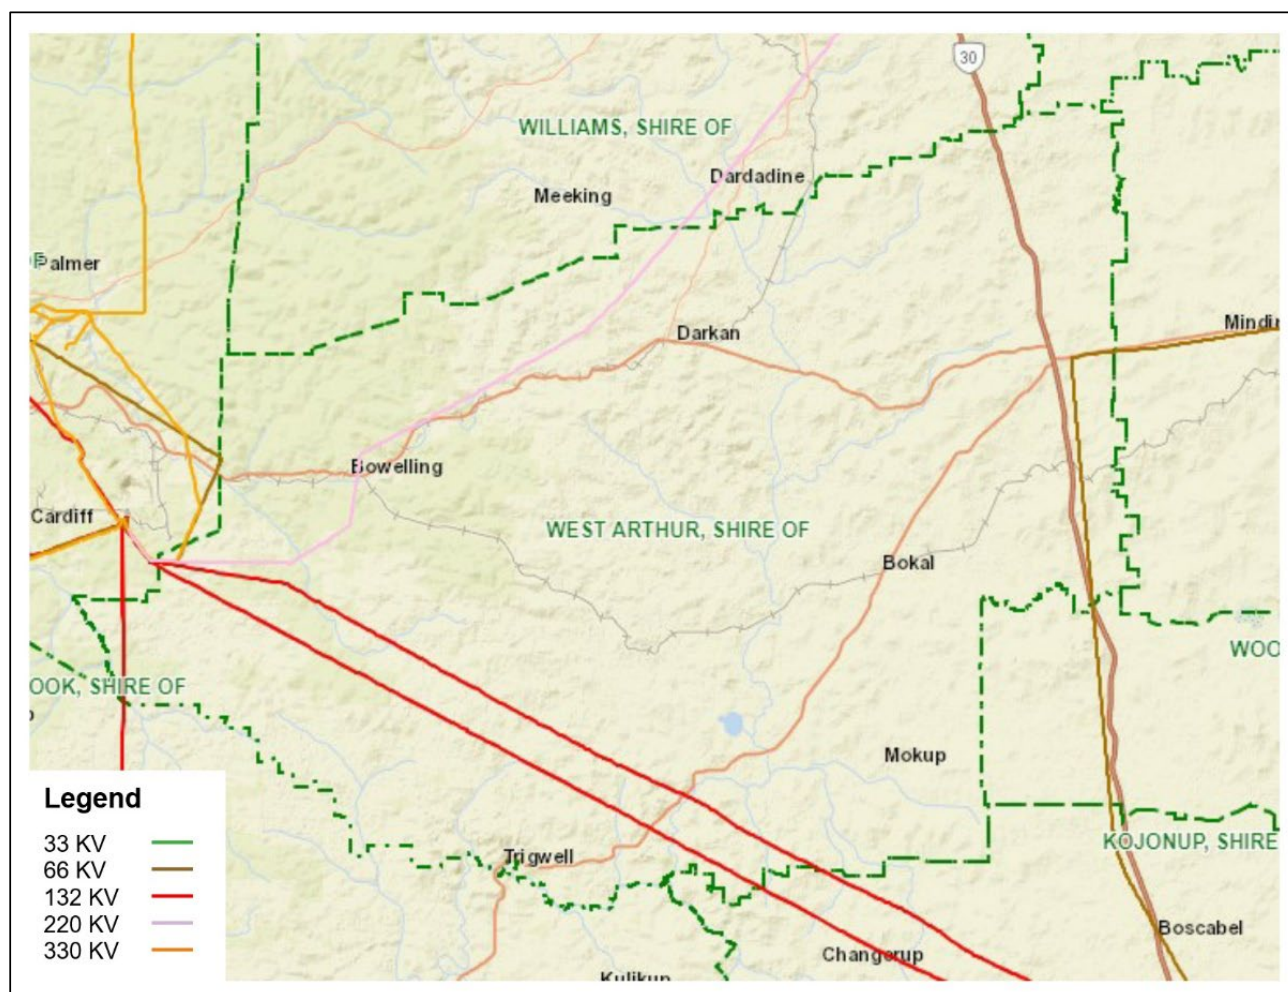 30
WILLIAMS, SHIRE OF
Dardadine
Meeking
Palmer
Mindi
Darkan
Bowelling
Cardiff
WEST ARTHUR, SHIRE OF
Bokal
WOO
OOK, SHIRE OF
Mokup
Legend
33 KV
66 KV
132 KV
220 KV
330 KV
KOJONUP, SHIRE
Trigwell
Boscabel
Changerup
Kulikup